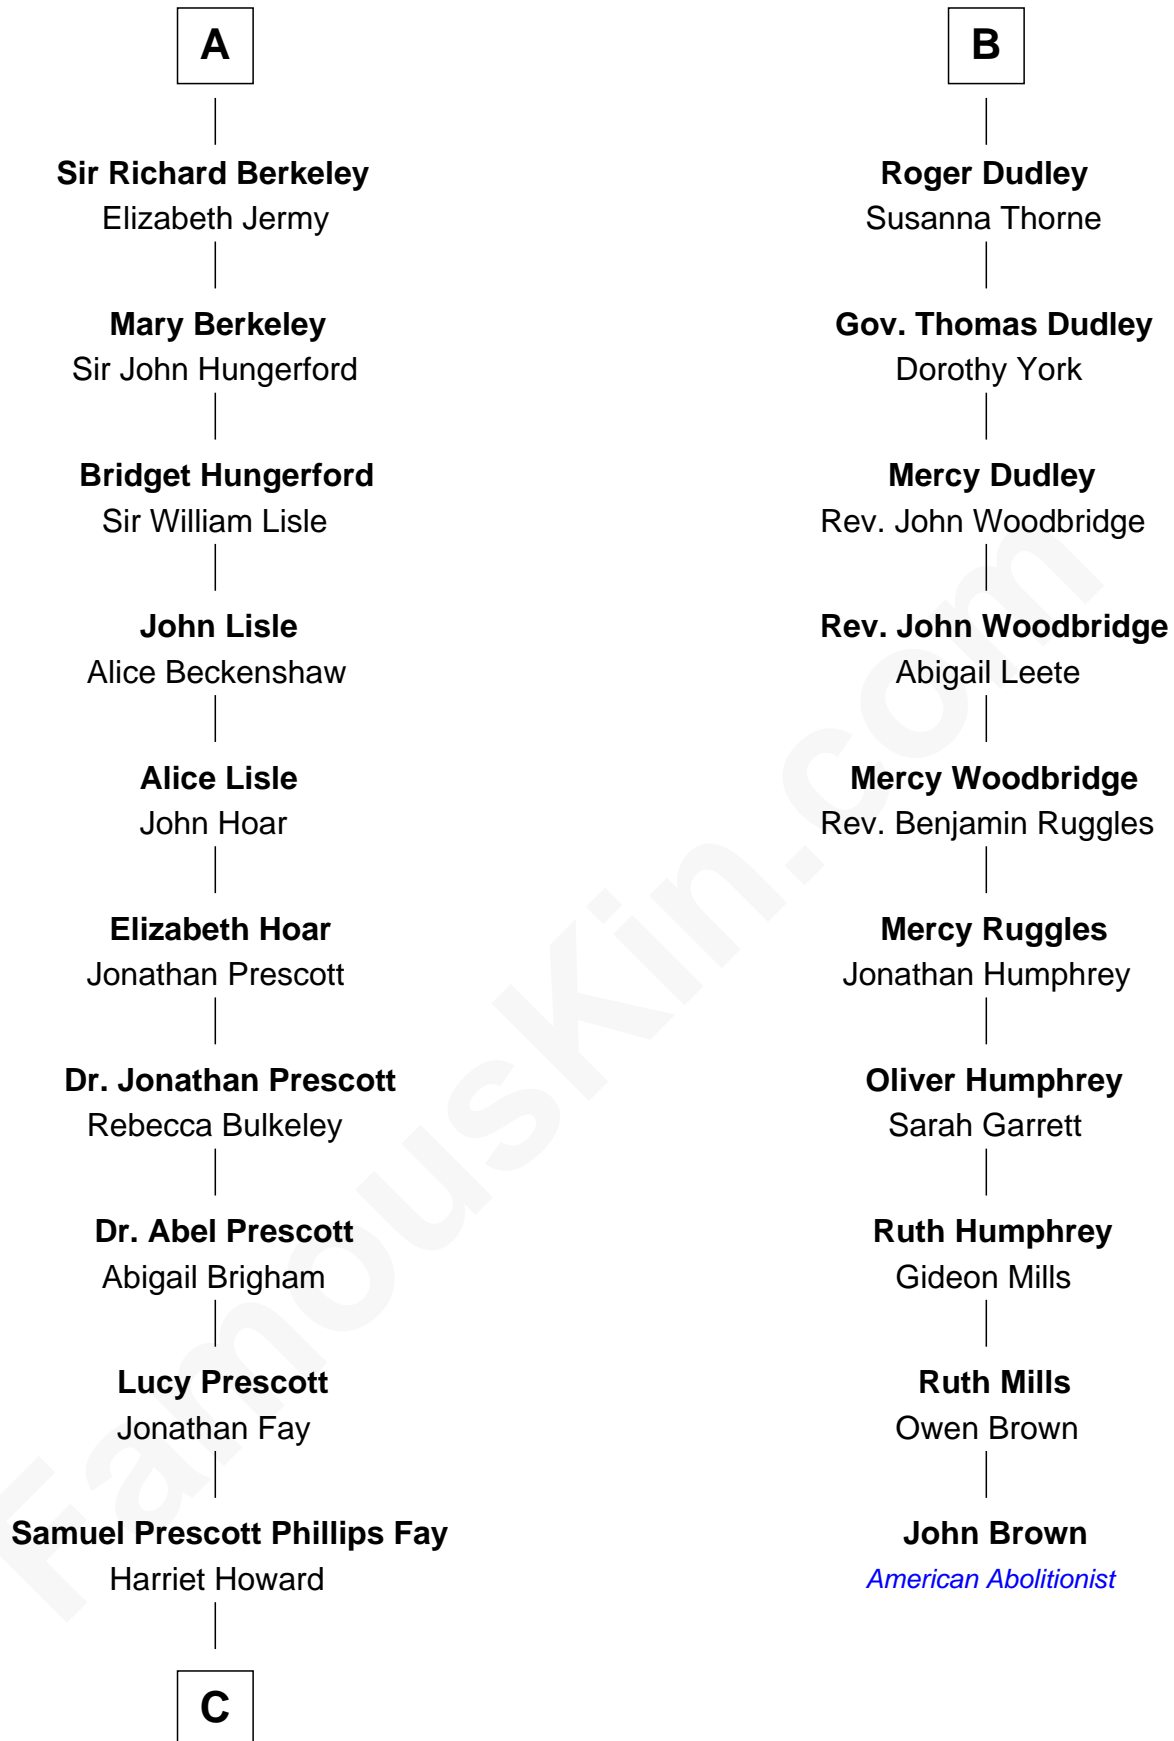 A
Sir Richard Berkeley
Elizabeth Jermy
Mary Berkeley
Sir John Hungerford
Bridget Hungerford
Sir William Lisle
John Lisle
Alice Beckenshaw
Alice Lisle
John Hoar
Elizabeth Hoar
Jonathan Prescott
Dr. Jonathan Prescott
Rebecca Bulkeley
Dr. Abel Prescott
Abigail Brigham
Lucy Prescott
Jonathan Fay
Samuel Prescott Phillips Fay
Harriet Howard
C
B
Roger Dudley
Susanna Thorne
Gov. Thomas Dudley
Dorothy York
Mercy Dudley
Rev. John Woodbridge
Rev. John Woodbridge
Abigail Leete
Mercy Woodbridge
Rev. Benjamin Ruggles
Mercy Ruggles
Jonathan Humphrey
Oliver Humphrey
Sarah Garrett
Ruth Humphrey
Gideon Mills
Ruth Mills
Owen Brown
John Brown
American Abolitionist
FamousKin.com